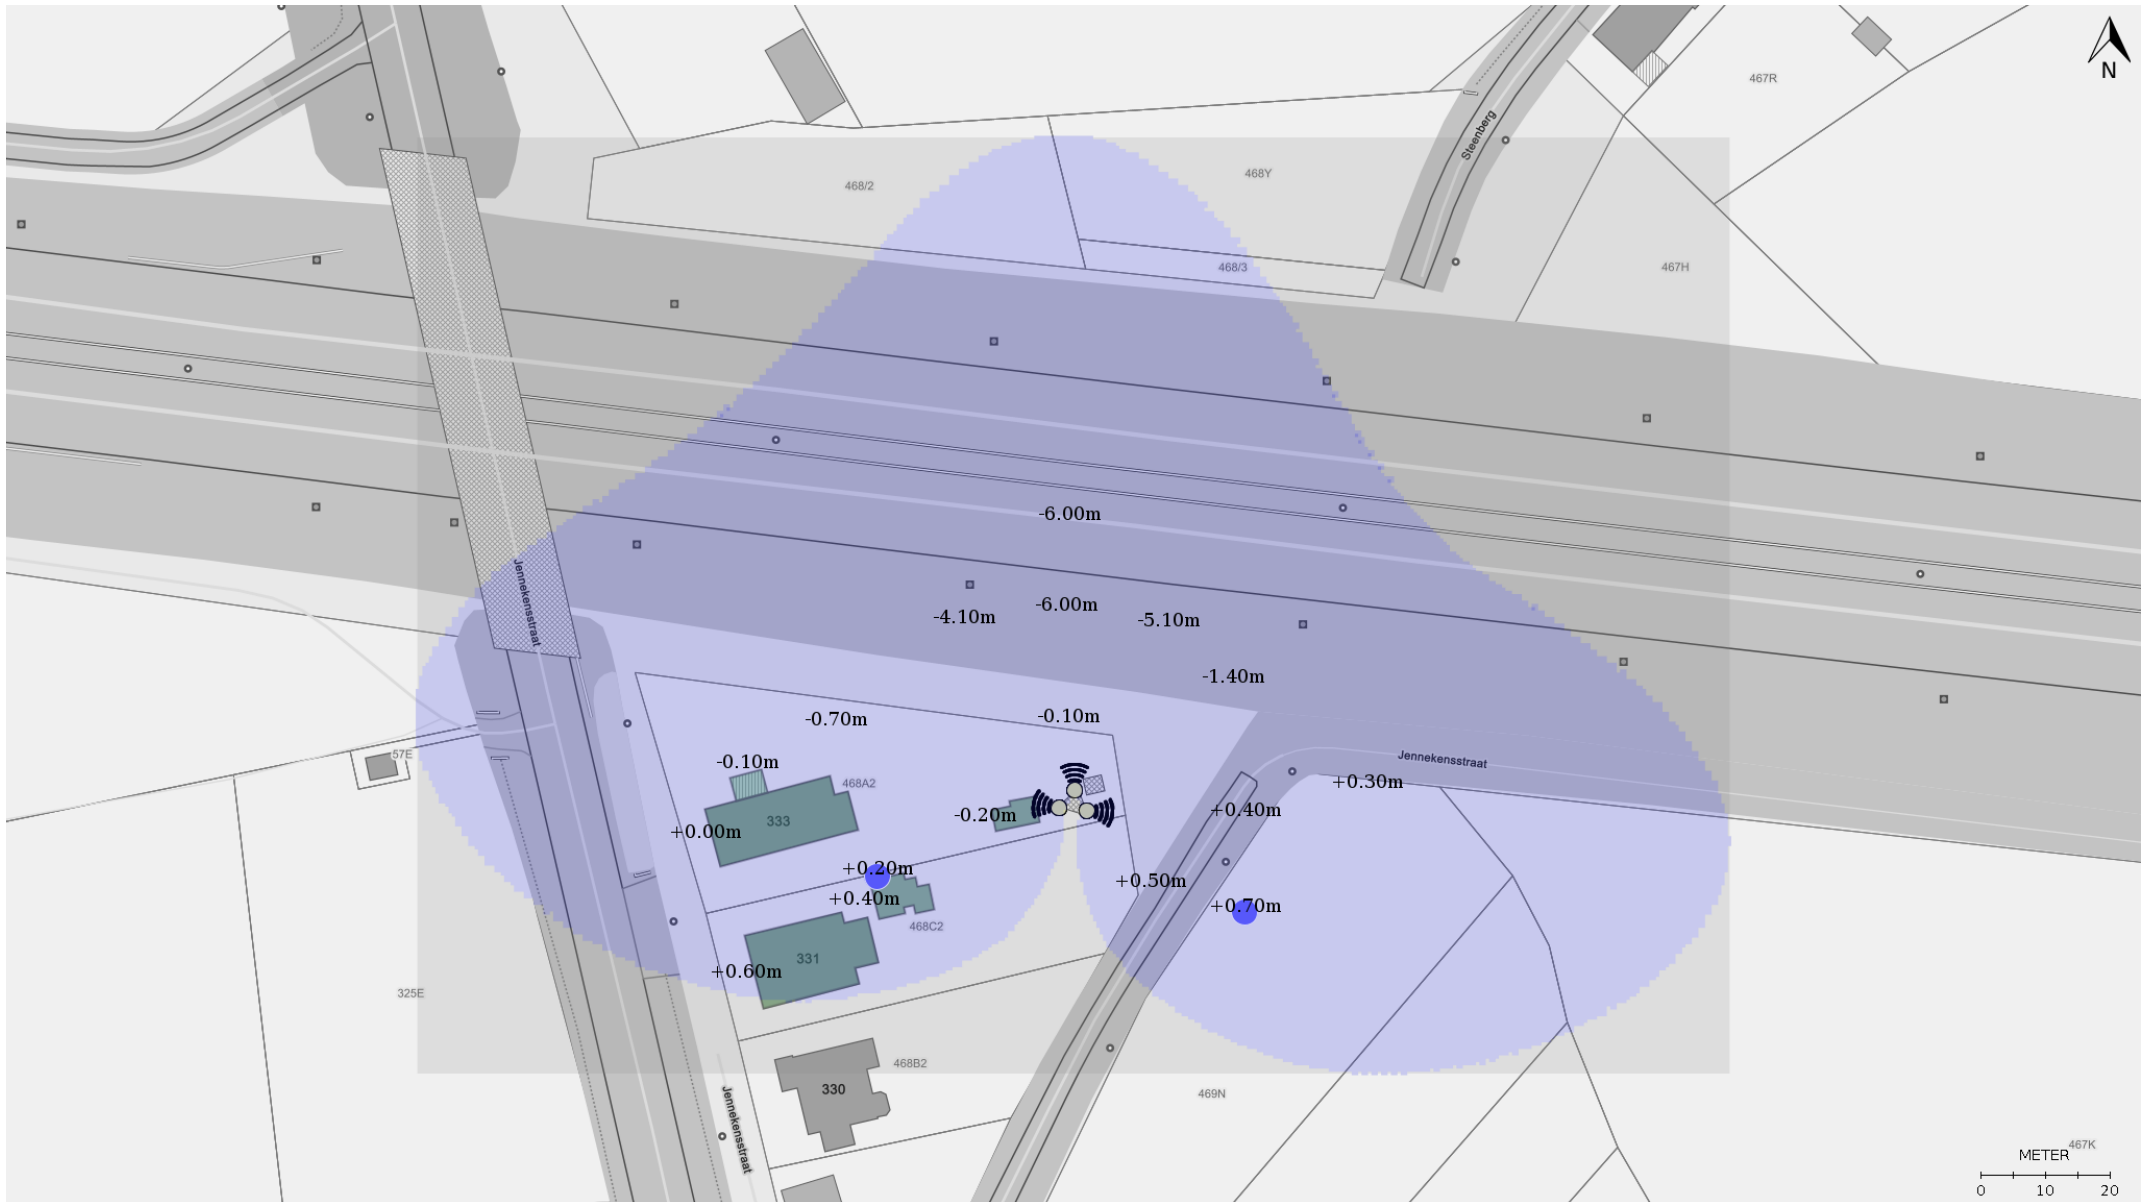 467R
N
Steenberg
468Y
468/2
468/3
467H
-6.00m
Jennekensstraat
-4.10m
-6.00m
-5.10m
-1.40m
-0.70m
-0.10m
57E
-0.10m
468A2
Jennekensstraat
+0.30m
+0.00m
333
-0.20m
+0.40m
+0.20m
+0.40m
+0.50m
+0.70m
468C2
331
+0.60m
325E
330
468B2
469N
Jennekensstraat
467K
METER
0 10 20